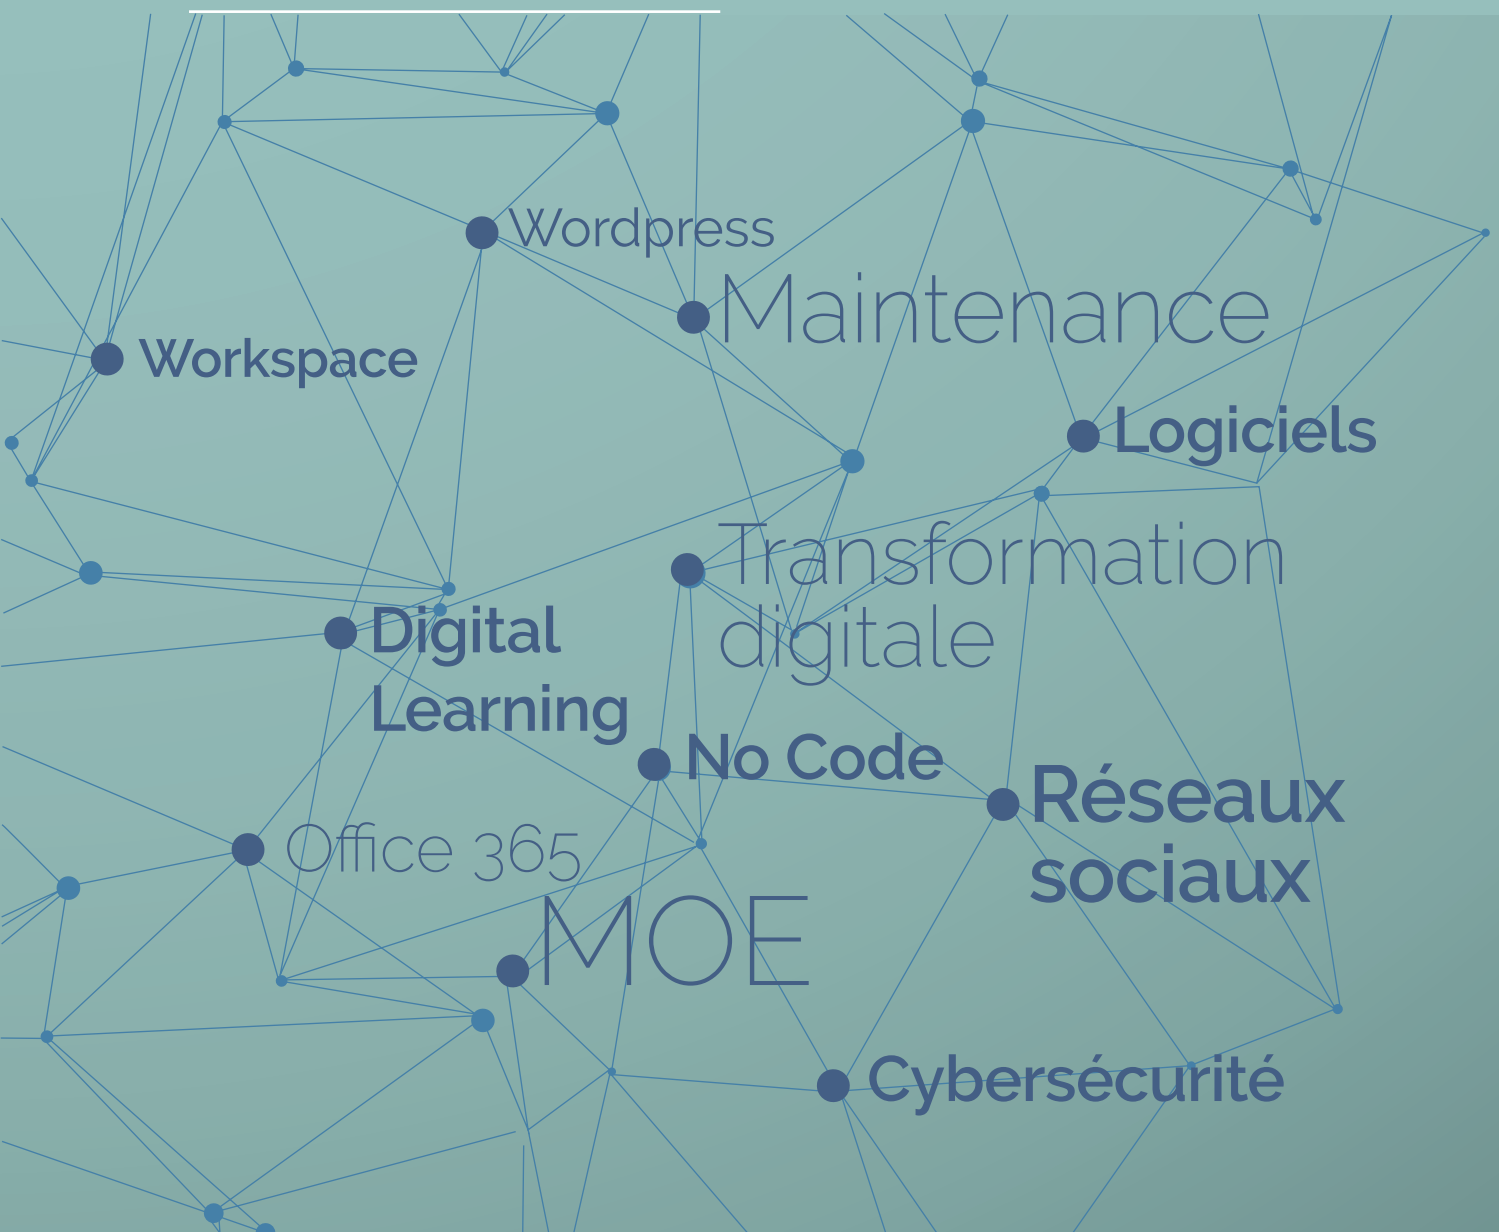 Wordpress
Maintenance
Workspace
Logiciels
Transformation
digitale
Digital
Learning
No Code
Réseaux
sociaux
Office 365
MOE
Cybersécurité